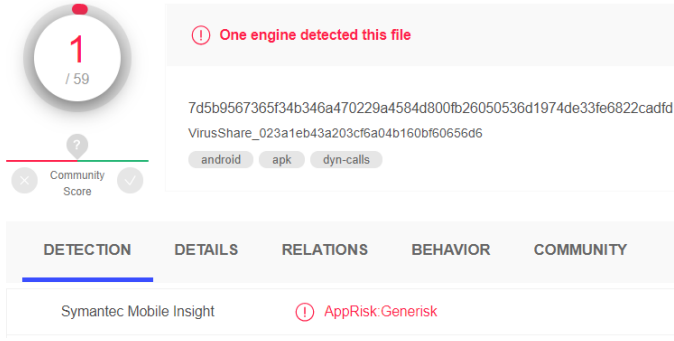 1
/ 59
?
Community
Score
One engine detected this file
7d5b9567365f34b346a470229a4584d800fb26050536d1974de33fe6822cadfd
VirusShare_023a1eb43a203cf6a04b160bf60656d6
android apk dyn-calls
DETECTION DETAILS RELATIONS BEHAVIOR COMMUNITY
Symantec Mobile Insight AppRisk:Generisk